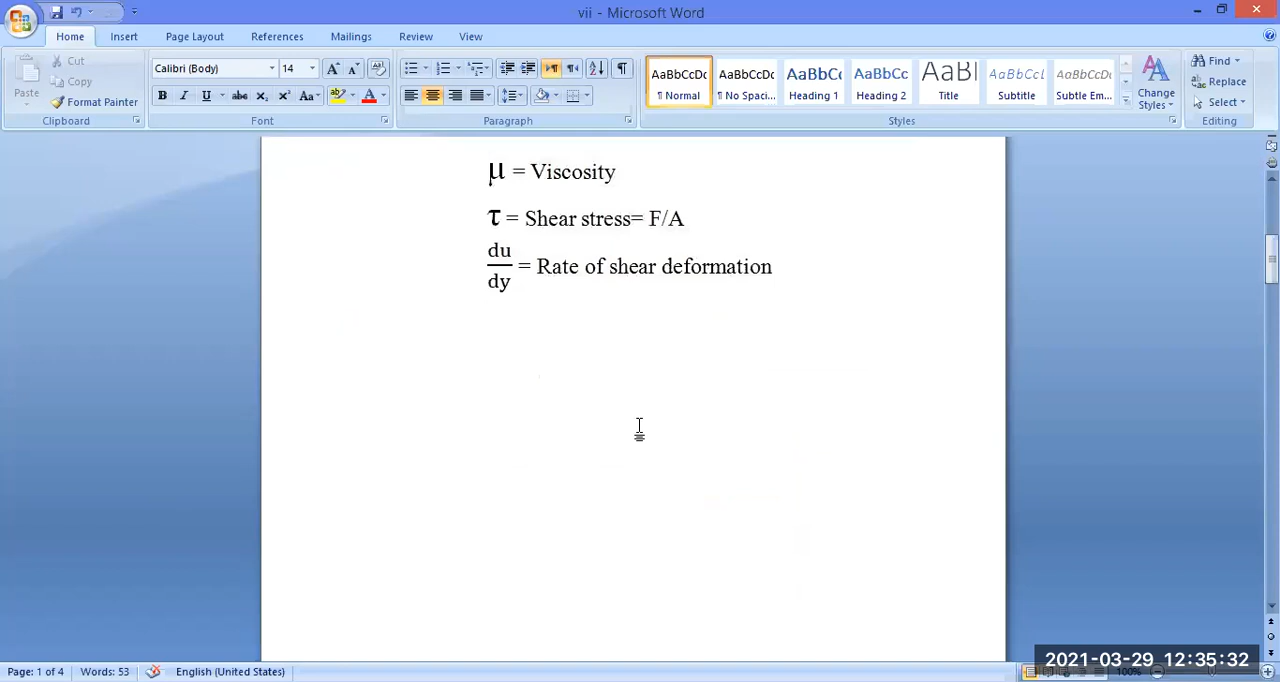 vii - Microsoft Word
Home Insert Page Layout References Mailings Review View
Paste
Cut
Copy
Format Painter
Clipboard
Calibri (Body) 14
Font
Paragraph
AaBbCcDc AaBbCcDc AaBbC AaBbCc AaB AaBbCcL AaBbCcDc
¶ Normal ¶ No Spaci... Heading 1 Heading 2 Title Subtitle Subtle Em...
Change Styles
Styles
Find
Replace
Select
Editing
μ = Viscosity
τ = Shear stress= F/A
du
dy = Rate of shear deformation
Page: 1 of 4 Words: 53 English (United States) 100%
2021-03-29 12:35:32